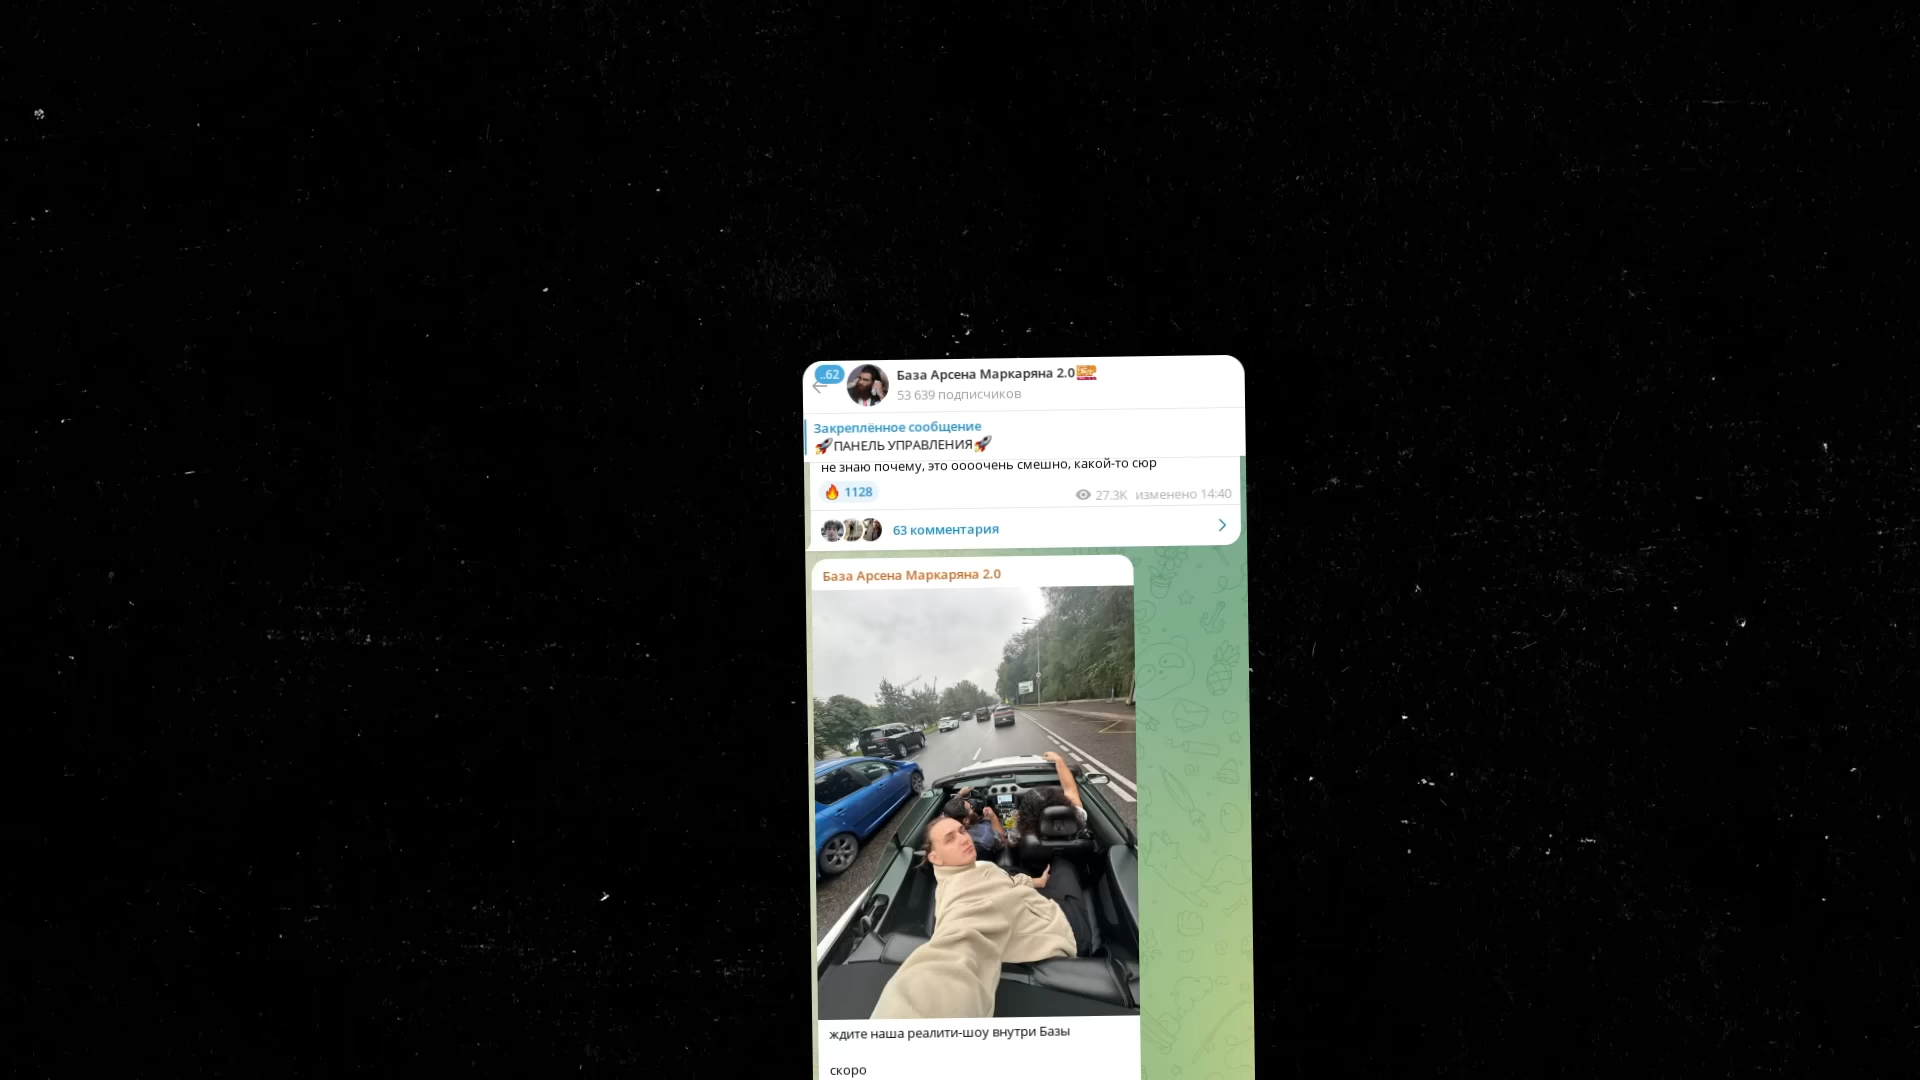 ..62
База Арсена Маркаряна 2.0
53 639 подписчиков
Закреплённое сообщение
🚀ПАНЕЛЬ УПРАВЛЕНИЯ🚀
не знаю почему, это оооочень смешно, какой-то сюр
🔥 1128
27.3K изменено 14:40
63 комментария
База Арсена Маркаряна 2.0
ждите наша реалити-шоу внутри Базы
скоро